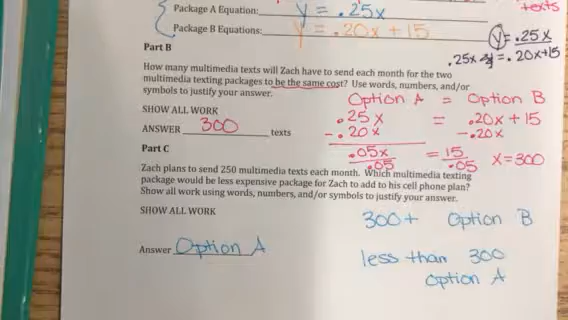 texts
Package A Equation: y = .25x
Package B Equations: y = .20x + 15
y = .25x
.25x = .20x+15
Part B
How many multimedia texts will Zach have to send each month for the two
multimedia texting packages to be the same cost? Use words, numbers, and/or
symbols to justify your answer.
Option A = Option B
SHOW ALL WORK
.25x = .20x + 15
-.20x -.20x
ANSWER 300 texts
.05x = 15 x=300
.05 .05
Part C
Zach plans to send 250 multimedia texts each month. Which multimedia texting
package would be less expensive package for Zach to add to his cell phone plan?
Show all work using words, numbers, and/or symbols to justify your answer.
SHOW ALL WORK
300+ Option B
Answer Option A
less than 300
Option A